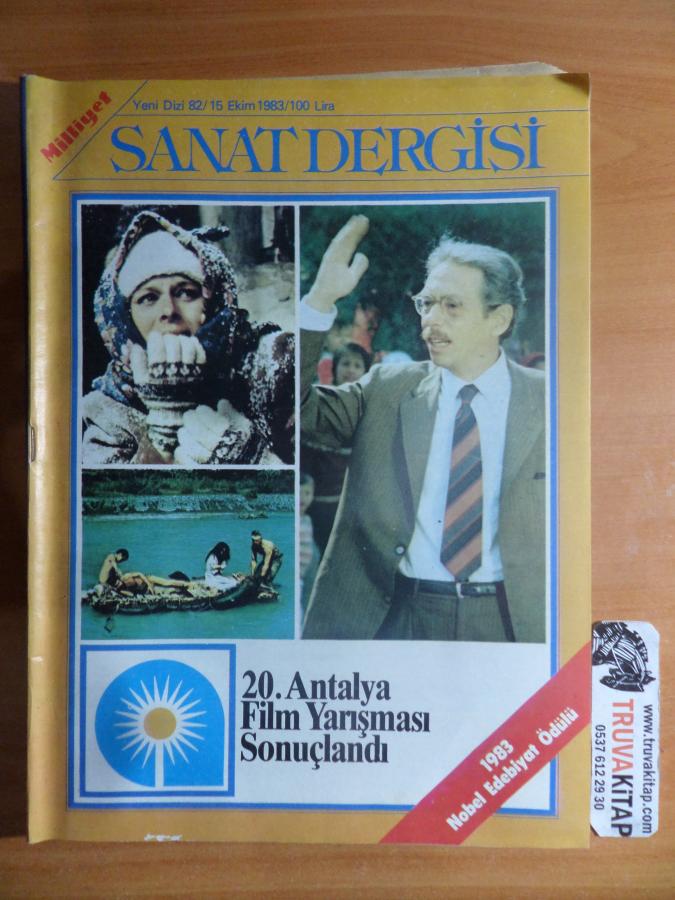 Milliyet
Yeni Dizi 82/15 Ekim 1983/100 Lira
SANAT DERGİSİ
20. Antalya
Film Yarışması
Sonuçlandı
1983
Nobel Edebiyat Ödülü
TRUVAKİTAP
www.truvakitap.com
0537 612 29 30